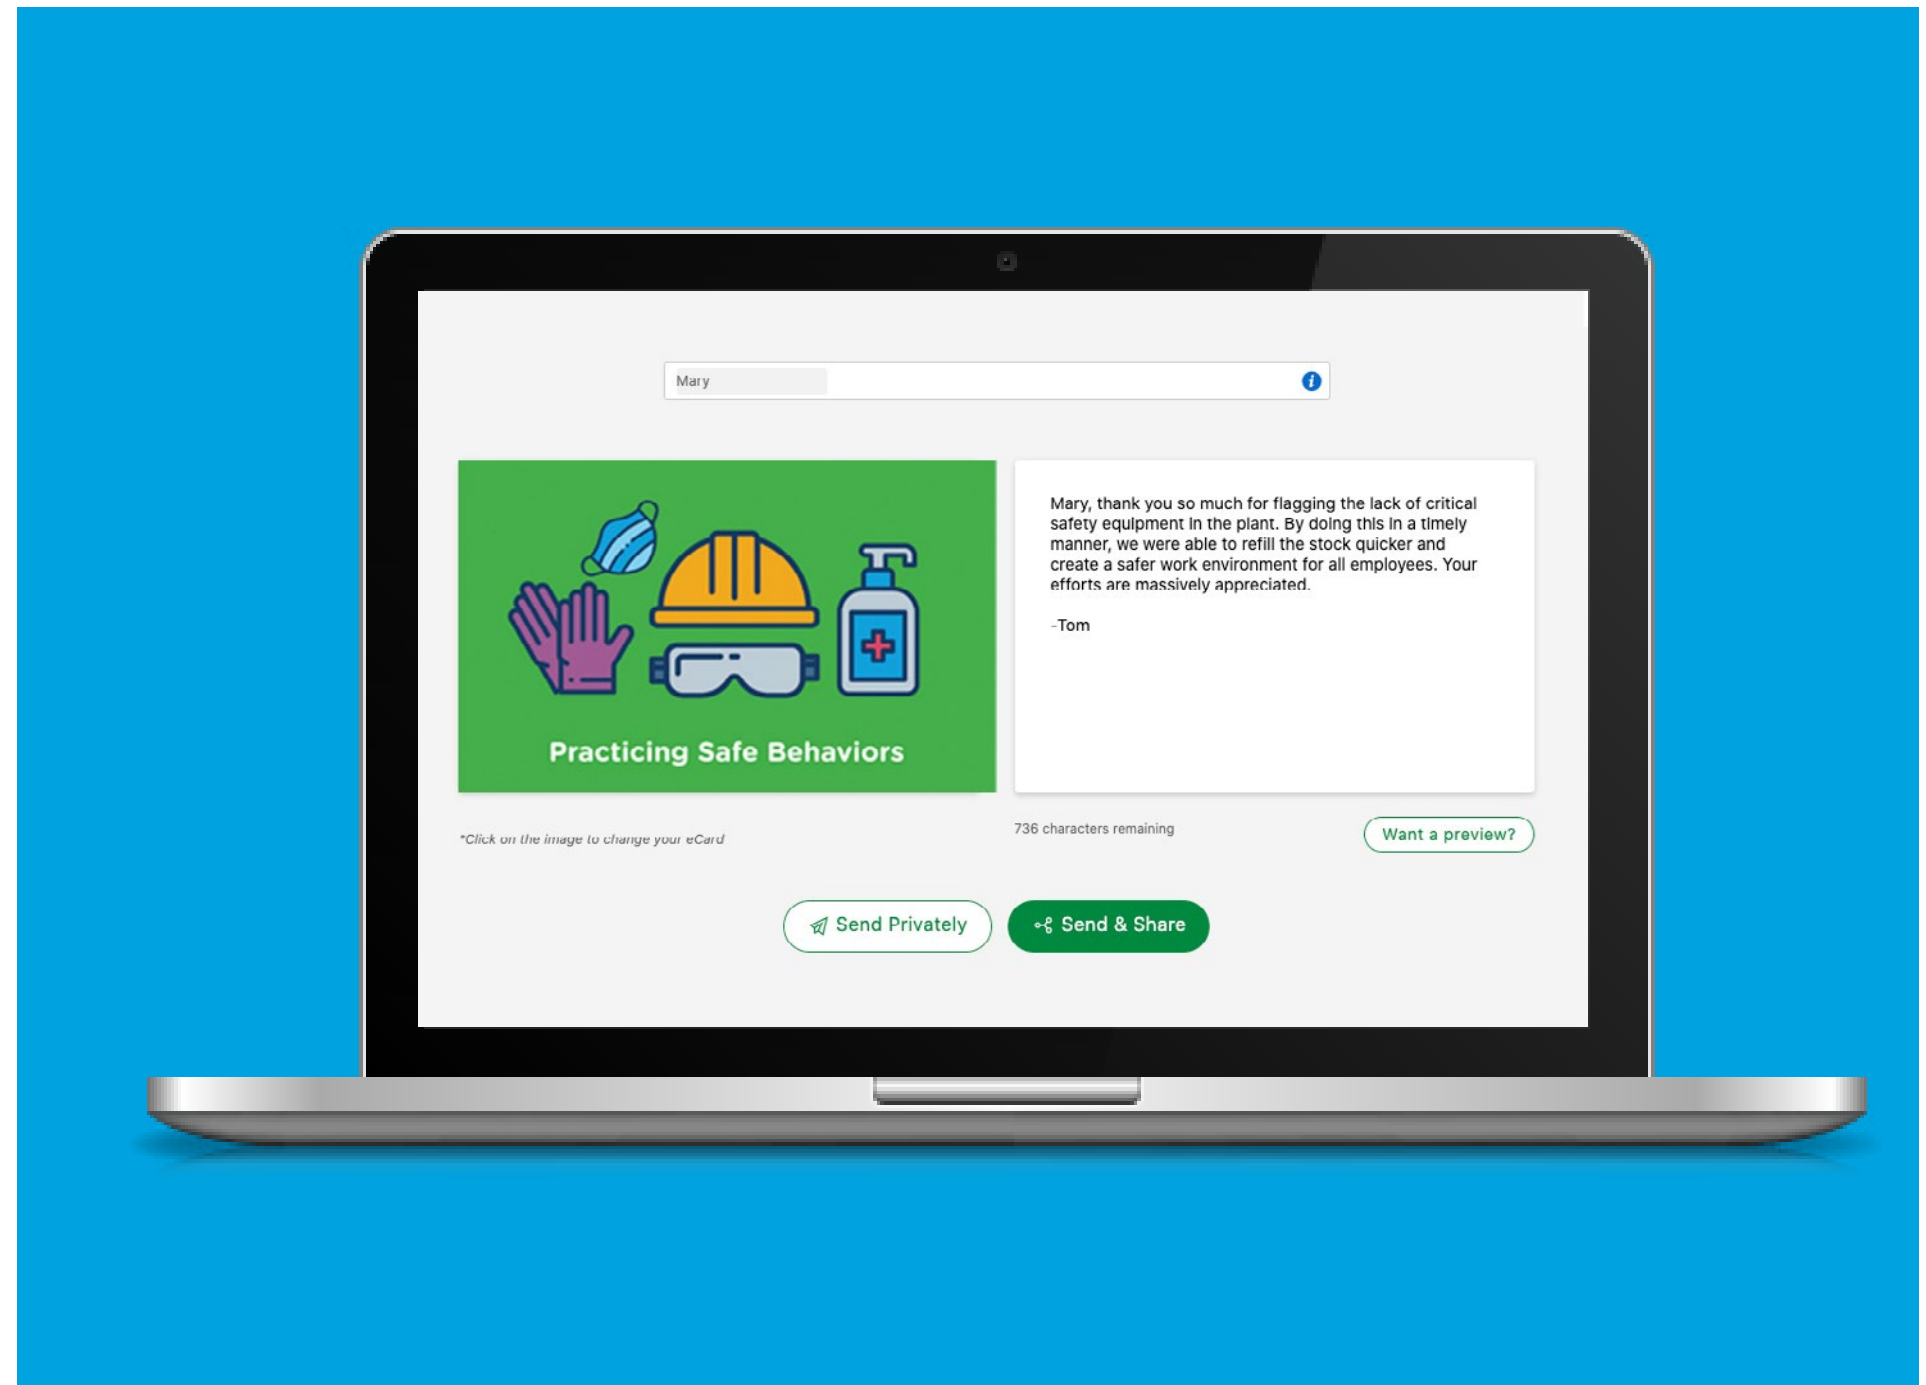 Mary
Practicing Safe Behaviors
Mary, thank you so much for flagging the lack of critical
safety equipment in the plant. By doing this in a timely
manner, we were able to refill the stock quicker and
create a safer work environment for all employees. Your
efforts are massively appreciated.
-Tom
*Click on the image to change your eCard
736 characters remaining
Want a preview?
Send Privately
Send & Share